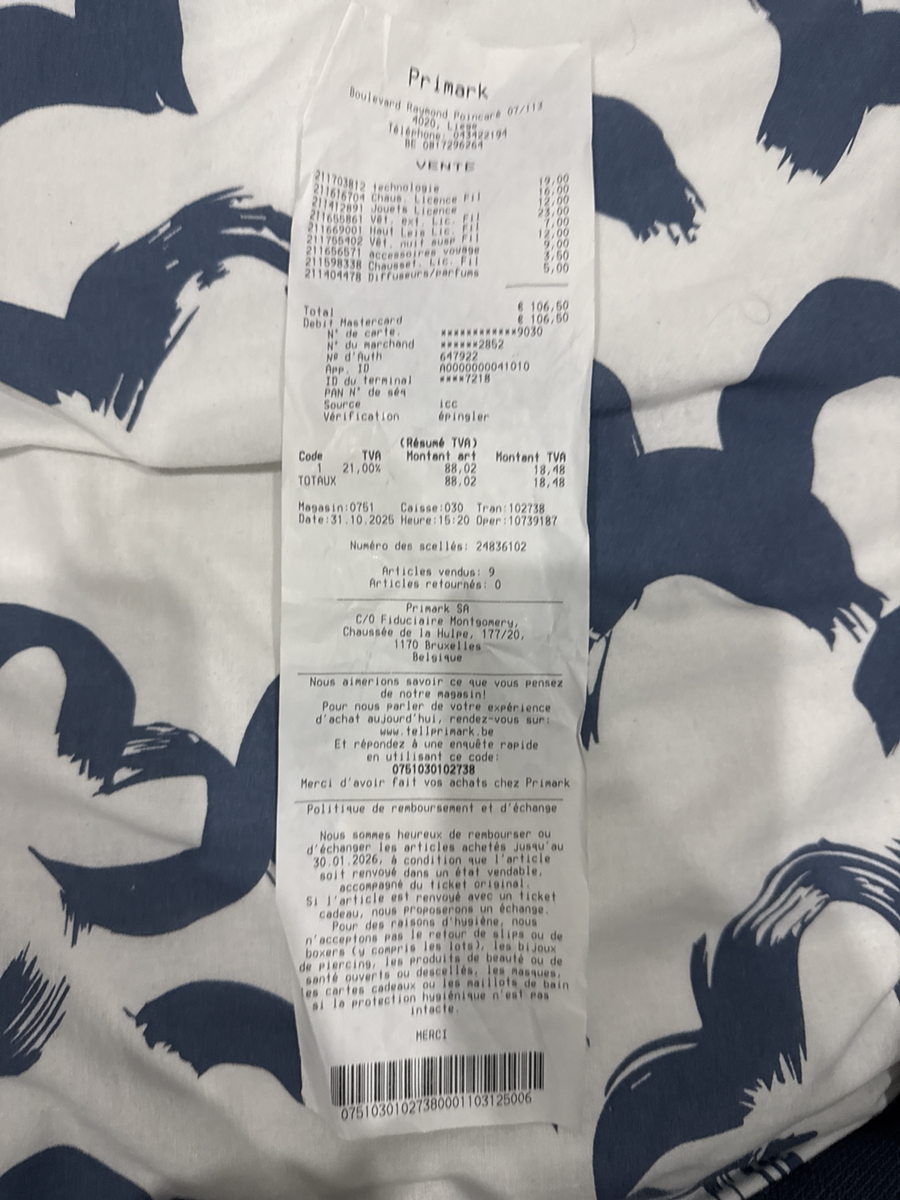 Primark
Boulevard Raymond Poincaré 07/113
4020, Liege
Téléphone: 043422194
BE 0817296264
VENTE
211703812 technologie 19,00
211616704 Chaus. Licence Fil 16,00
211412891 Jouets Licence 12,00
211655861 Vêt. ext. Lic. Fil 23,00
211669001 Haut Leis Lic. Fil 7,00
211755402 Vêt. nuit susp Fil 12,00
211656571 accessoires voyage 9,00
211598338 Chausset. Lic. Fil 3,50
211404478 Diffuseurs/parfums 5,00
Total € 106,50
Debit Mastercard € 106,50
N° de carte. ************9030
N° du marchand ******2852
Nº d'Auth 647922
App. ID A0000000041010
ID du terminal ****7218
PAN N° de séq
Source icc
Vérification épingler
(Résumé TVA)
Code TVA Montant art Montant TVA
1 21,00% 88,02 18,48
TOTAUX 88,02 18,48
Magasin:0751 Caisse:030 Tran:102738
Date:31.10.2025 Heure:15:20 Oper:10739187
Numéro des scellés: 24836102
Articles vendus: 9
Articles retournés: 0
Primark SA
C/O Fiduciaire Montgomery,
Chaussée de la Hulpe, 177/20,
1170 Bruxelles
Belgique
Nous aimerions savoir ce que vous pensez
de notre magasin!
Pour nous parler de votre expérience
d'achat aujourd'hui, rendez-vous sur:
www.tellprimark.be
Et répondez à une enquête rapide
en utilisant ce code:
0751030102738
Merci d'avoir fait vos achats chez Primark
Politique de remboursement et d'échange
Nous sommes heureux de rembourser ou
d'échanger les articles achetés jusqu'au
30.01.2026, à condition que l'article
soit renvoyé dans un état vendable,
accompagné du ticket original.
Si l'article est renvoyé avec un ticket
cadeau, nous proposerons un échange.
Pour des raisons d'hygiène, nous
n'acceptons pas le retour de slips ou de
boxers (y compris les lots), les bijoux
de piercing, les produits de beauté ou de
santé ouverts ou descellés, les masques,
les cartes cadeaux ou les maillots de bain
si la protection hygiénique n'est pas
intacte.
MERCI
07510301027380001103125006